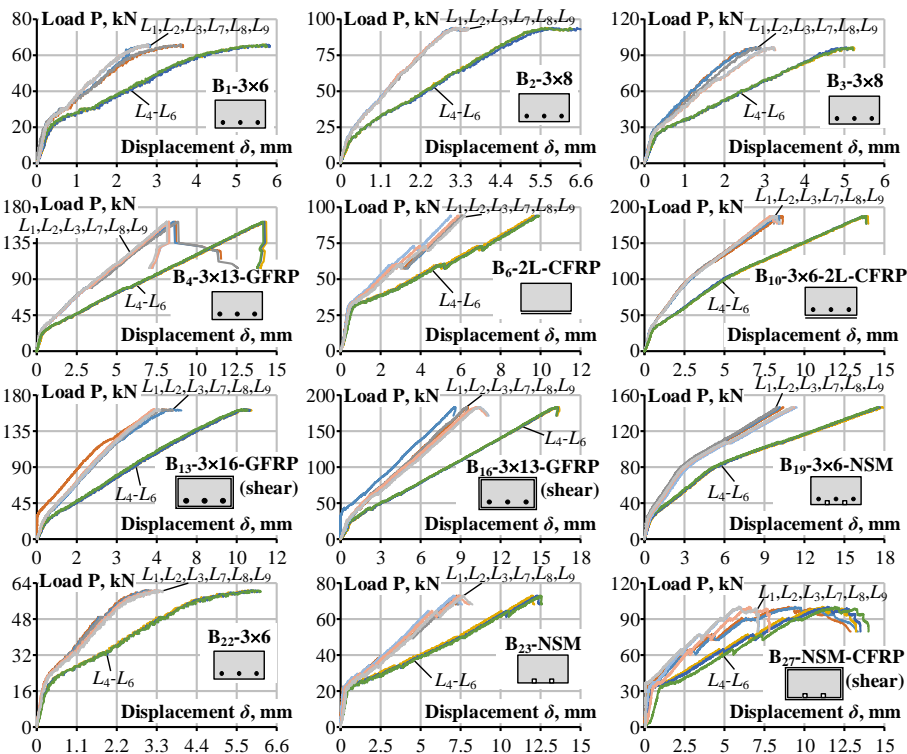 Load P, kN
L1,L2,L3,L7,L8,L9
80
60
40
20
0
B1-3×6
L4-L6
Displacement δ, mm
0 1 2 3 4 5 6
Load P, kN
L1,L2,L3,L7,L8,L9
100
75
50
25
0
B2-3×8
L4-L6
Displacement δ, mm
0 1.1 2.2 3.3 4.4 5.5 6.6
Load P, kN
L1,L2,L3,L7,L8,L9
120
90
60
30
0
B3-3×8
L4-L6
Displacement δ, mm
0 1 2 3 4 5 6
Load P, kN
L1,L2,L3,L7,L8,L9
180
135
90
45
0
B4-3×13-GFRP
L4-L6
Displacement δ, mm
0 2.5 5 7.5 10 12.5 15
Load P, kN
L1,L2,L3,L7,L8,L9
100
75
50
25
0
B6-2L-CFRP
L4-L6
Displacement δ, mm
0 2 4 6 8 10 12
Load P, kN
L1,L2,L3,L7,L8,L9
200
150
100
50
0
B10-3×6-2L-CFRP
L4-L6
Displacement δ, mm
0 2.5 5 7.5 10 12.5 15
Load P, kN
L1,L2,L3,L7,L8,L9
180
135
90
45
0
B13-3×16-GFRP
(shear)
L4-L6
Displacement δ, mm
Load P, kN
L1,L2,L3,L7,L8,L9
200
150
100
50
0
L4-L6
B16-3×13-GFRP
(shear)
Displacement δ, mm
0 3 6 9 12 15 18
Load P, kN
L1,L2,L3,L7,L8,L9
160
120
80
40
0
B19-3×6-NSM
L4-L6
Displacement δ, mm
0 3 6 9 12 15 18
Load P, kN
L1,L2,L3,L7,L8,L9
64
48
32
16
0
B22-3×6
L4-L6
Displacement δ, mm
0 1.1 2.2 3.3 4.4 5.5 6.6
Load P, kN
L1,L2,L3,L7,L8,L9
80
60
40
20
0
B23-NSM
L4-L6
Displacement δ, mm
0 2.5 5 7.5 10 12.5 15
Load P, kN
L1,L2,L3,L7,L8,L9
120
90
60
30
0
B27-NSM-CFRP
(shear)
L4-L6
Displacement δ, mm
0 2.5 5 7.5 10 12.5 15